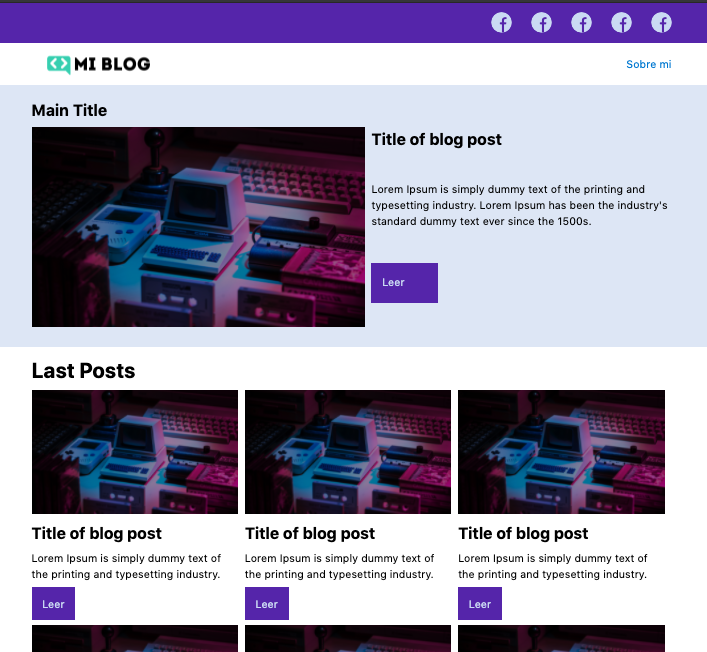 MI BLOG
Sobre mi
Main Title
Title of blog post
Lorem Ipsum is simply dummy text of the printing and
typesetting industry. Lorem Ipsum has been the industry's
standard dummy text ever since the 1500s.
Leer
Last Posts
Title of blog post
Lorem Ipsum is simply dummy text of
the printing and typesetting industry.
Leer
Title of blog post
Lorem Ipsum is simply dummy text of
the printing and typesetting industry.
Leer
Title of blog post
Lorem Ipsum is simply dummy text of
the printing and typesetting industry.
Leer